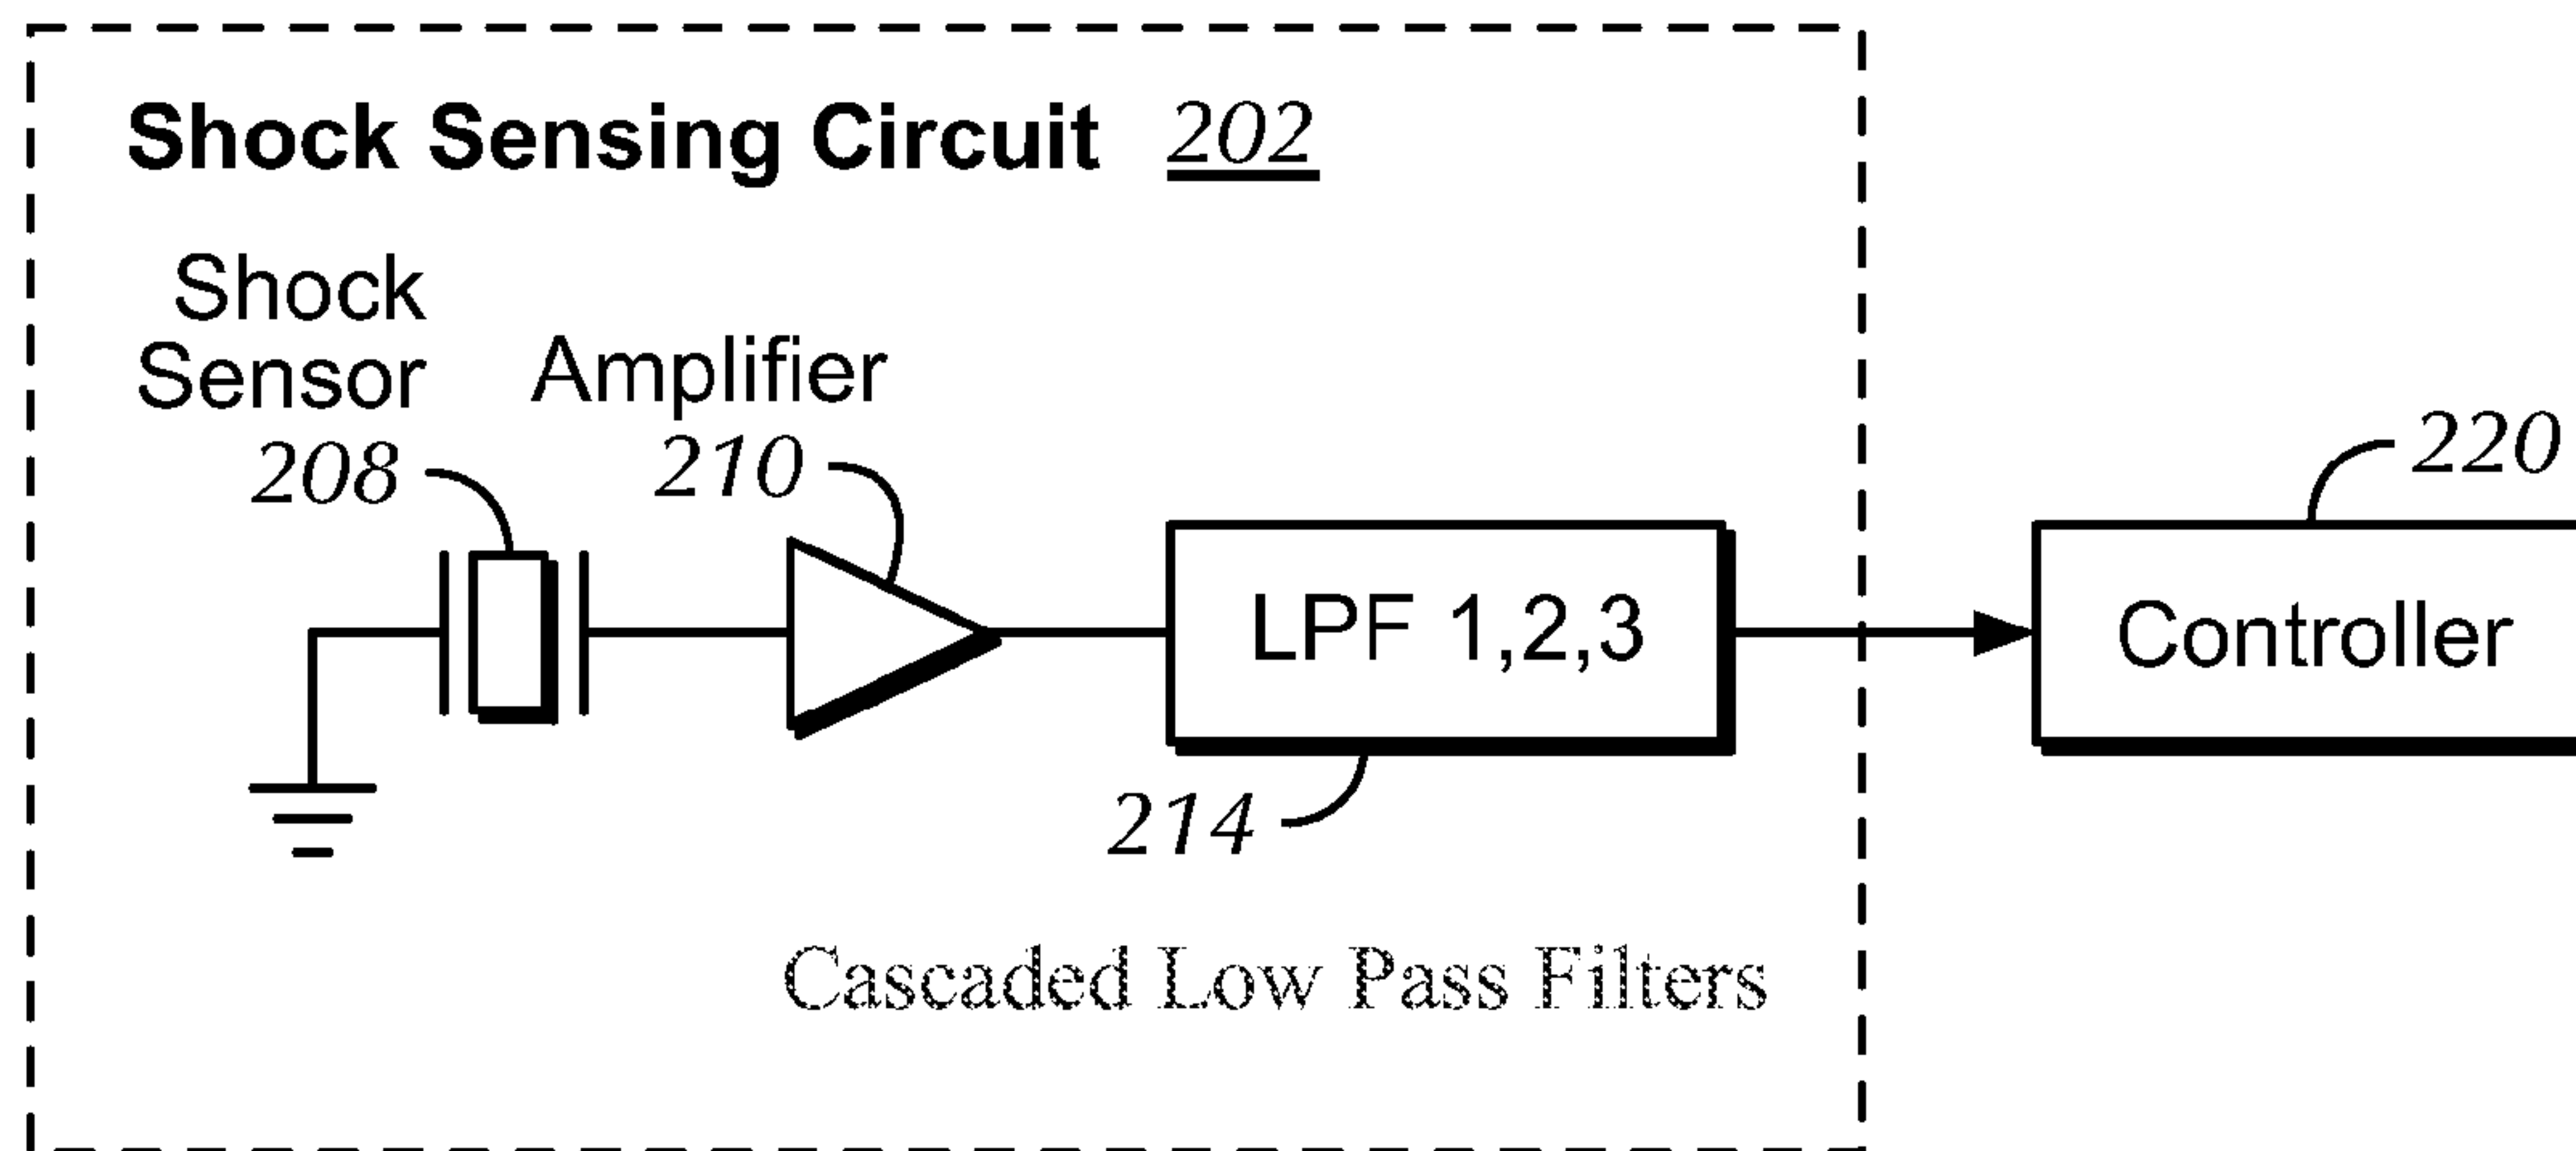 Shock Sensing Circuit 202
Shock
Sensor
208
Amplifier
210
LPF 1,2,3
214
Cascaded Low Pass Filters
220
Controller